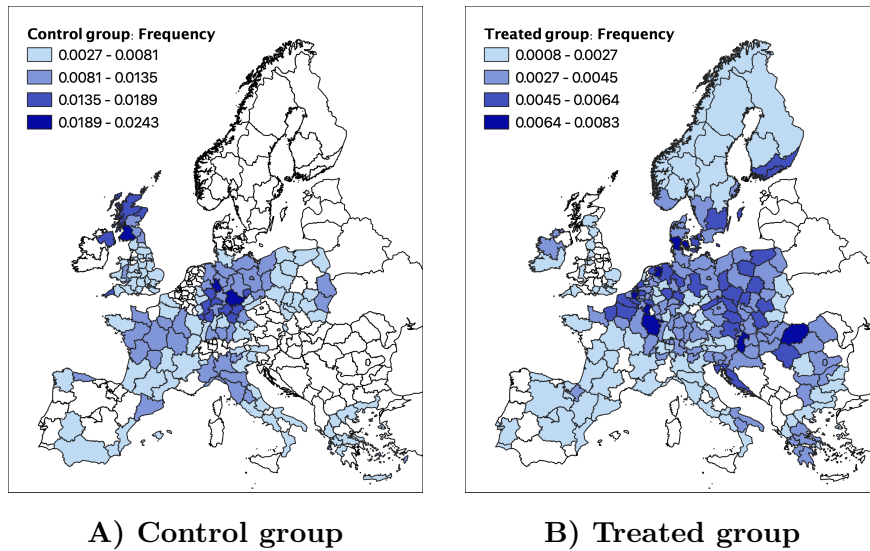 Control group: Frequency
0.0027 - 0.0081
0.0081 - 0.0135
0.0135 - 0.0189
0.0189 - 0.0243
Treated group: Frequency
0.0008 - 0.0027
0.0027 - 0.0045
0.0045 - 0.0064
0.0064 - 0.0083
A) Control group
B) Treated group